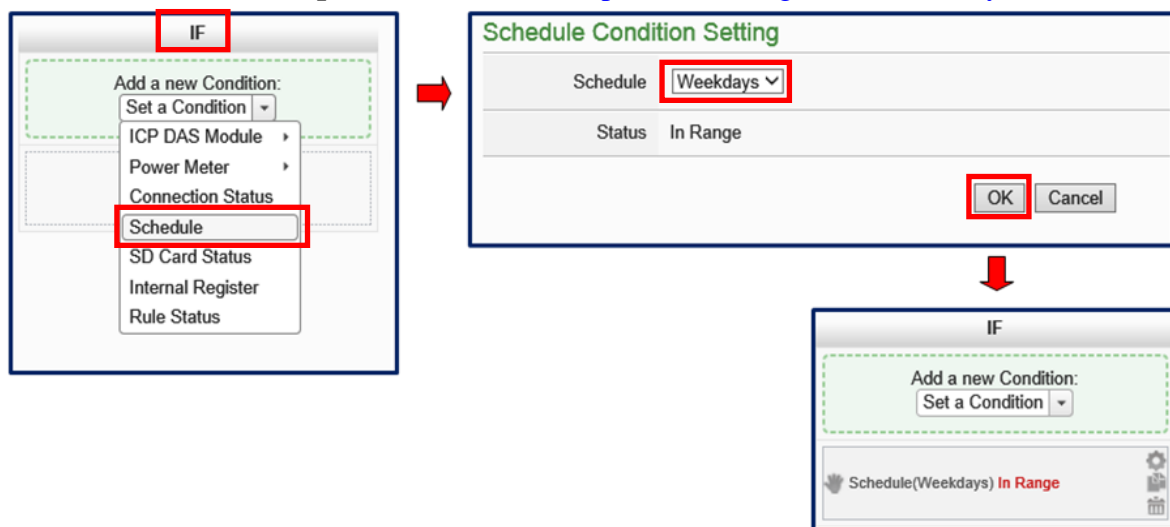 IF
Add a new Condition:
Set a Condition
ICP DAS Module
Power Meter
Connection Status
Schedule
SD Card Status
Internal Register
Rule Status
Schedule Condition Setting
Schedule Weekdays
Status In Range
OK Cancel
IF
Add a new Condition:
Set a Condition
Schedule(Weekdays) In Range